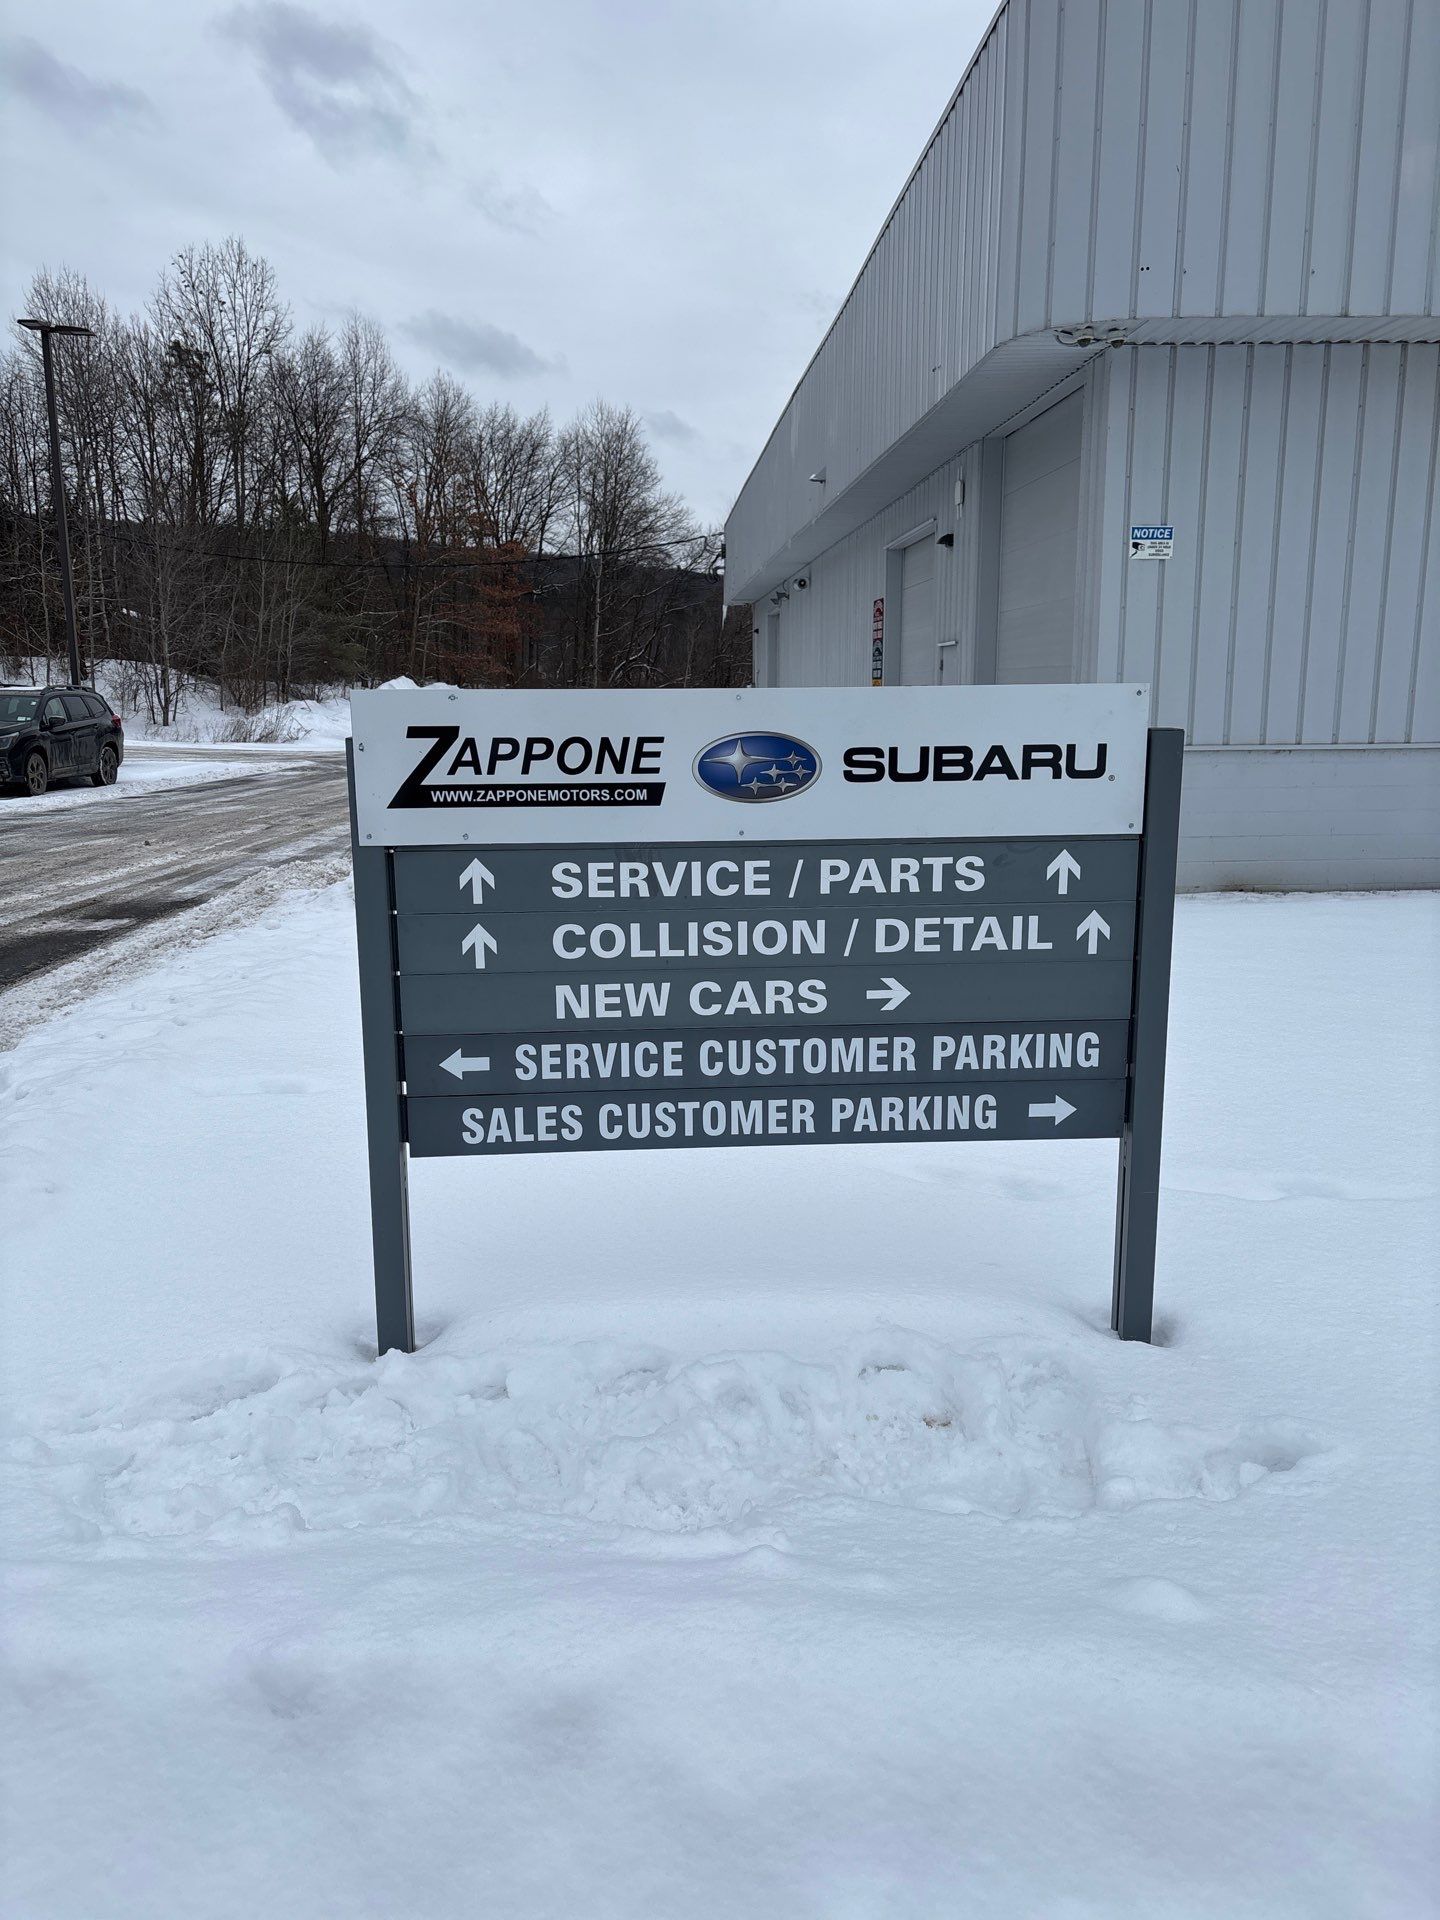 ZAPPONE
WWW.ZAPPONEMOTORS.COM
SUBARU®
↑ SERVICE / PARTS ↑
↑ COLLISION / DETAIL ↑
NEW CARS →
← SERVICE CUSTOMER PARKING
SALES CUSTOMER PARKING →
NOTICE